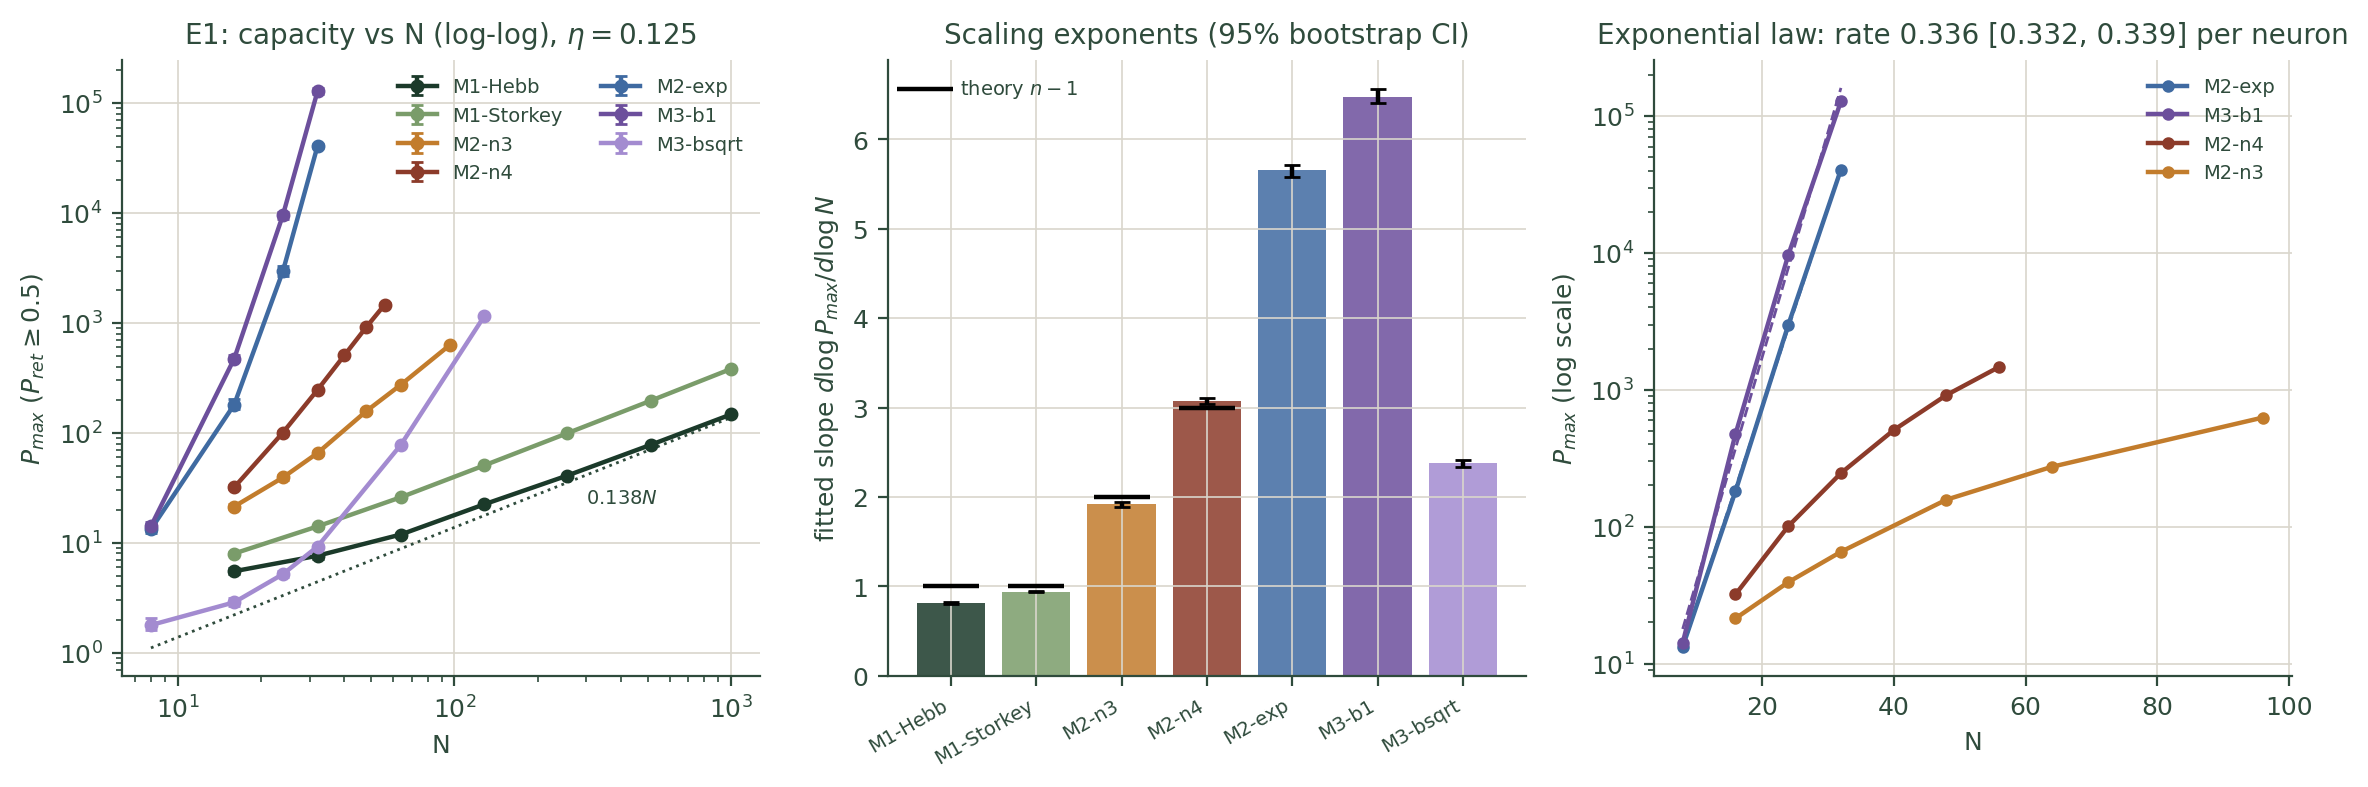 E1: capacity vs N (log-log), η = 0.125
P_max (P_ret ≥ 0.5)
10^5
10^4
10^3
10^2
10^1
10^0
M1-Hebb
M1-Storkey
M2-n3
M2-n4
M2-exp
M3-b1
M3-bsqrt
0.138N
10^1
10^2
10^3
N
Scaling exponents (95% bootstrap CI)
fitted slope d log P_max/d log N
theory n − 1
6
5
4
3
2
1
0
M1-Hebb
M1-Storkey
M2-n3
M2-n4
M2-exp
M3-b1
M3-bsqrt
Exponential law: rate 0.336 [0.332, 0.339] per neuron
P_max (log scale)
10^5
10^4
10^3
10^2
10^1
M2-exp
M3-b1
M2-n4
M2-n3
20
40
60
80
100
N